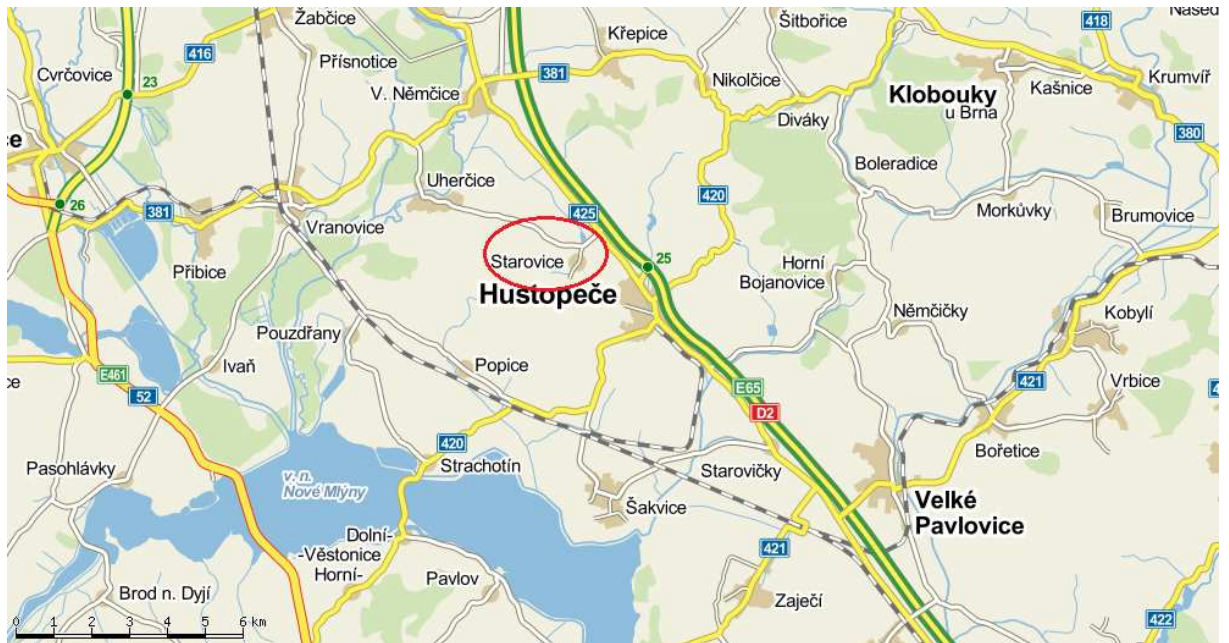 Žabčice
416
Přísnotice
Křepice
Šitbořice
418
Cvrčovice
23
381
V. Němčice
Nikolčice
Klobouky
u Brna
Kašnice
Krumvíř
Diváky
380
ce
Uherčice
Boleradice
26
381
Vranovice
425
420
Morkůvky
Brumovice
Přibice
Starovice
25
Horní
Bojanovice
Hustopeče
Němčičky
Kobylí
Pouzdřany
Ivaň
Popice
E461
52
E65
D2
421
Vrbice
ce
420
Strachotín
Starovičky
Bořetice
Pasohlávky
v. n.
Nové Mlýny
Šakvice
Velké
Pavlovice
Dolní-
-Věstonice
Horní-
421
Pavlov
Zaječí
Brod n. Dyjí
422
0 1 2 3 4 5 6 km